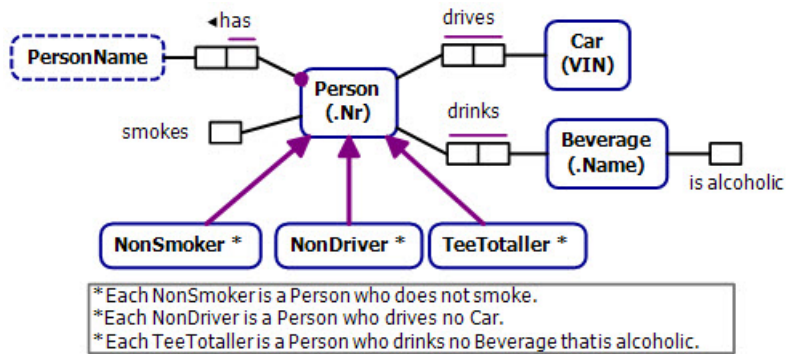 ◂has
drives
PersonName
Car
(VIN)
Person
(.Nr)
smokes
drinks
Beverage
(.Name)
is alcoholic
NonSmoker *
NonDriver *
TeeTotaller *
*Each NonSmoker is a Person who does not smoke.
*Each NonDriver is a Person who drives no Car.
*Each TeeTotaller is a Person who drinks no Beverage that is alcoholic.